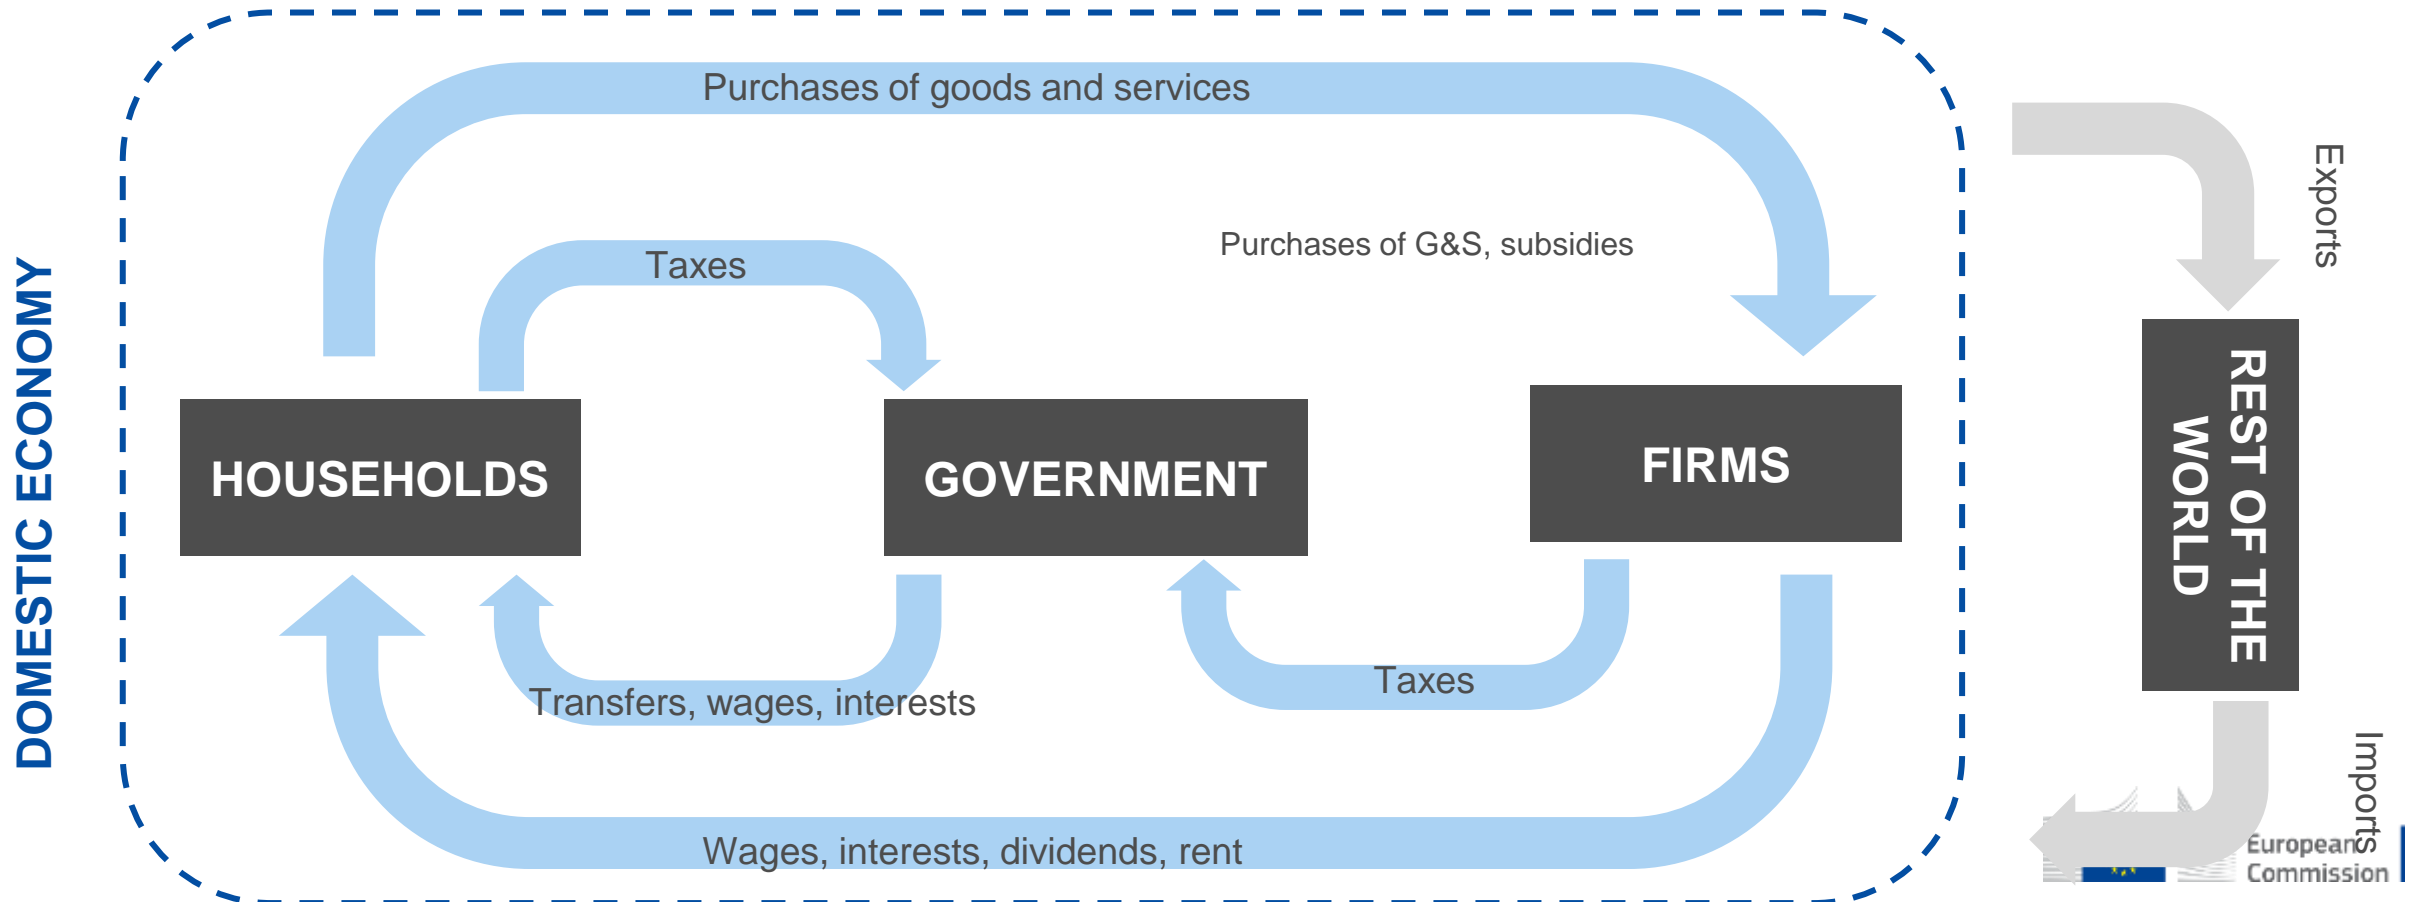 DOMESTIC ECONOMY
Purchases of goods and services
Taxes
Purchases of G&S, subsidies
HOUSEHOLDS
GOVERNMENT
FIRMS
Transfers, wages, interests
Taxes
Wages, interests, dividends, rent
Exports
REST OF THE
WORLD
Imports
European
Commission